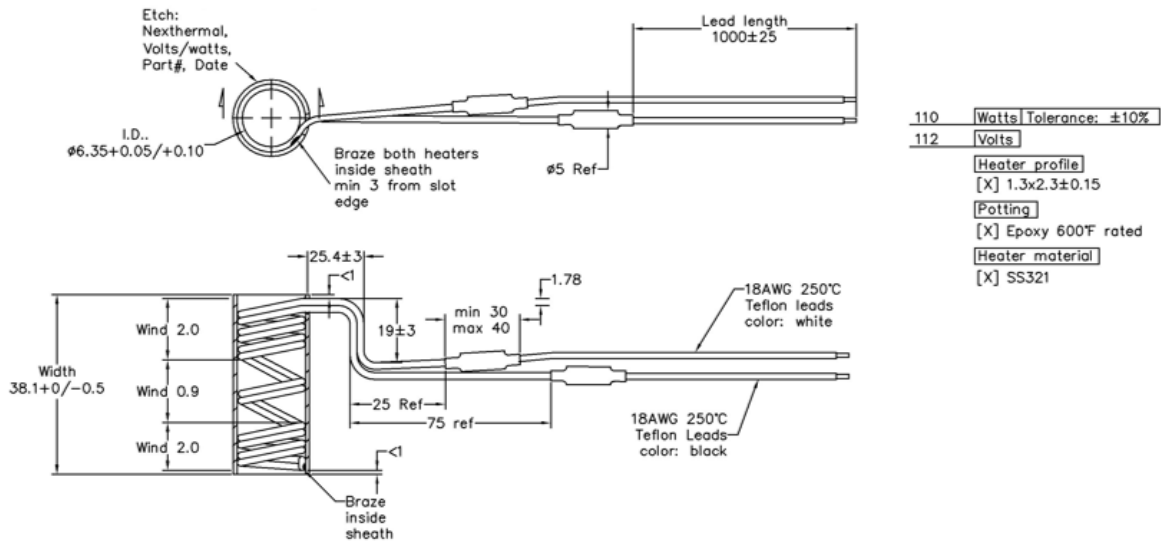 Etch:
Nexthermal,
Volts/watts,
Part#, Date
Lead length
1000±25
I.D..
ø6.35+0.05/+0.10
Braze both heaters
inside sheath
min 3 from slot
edge
ø5 Ref
110 Watts Tolerance: ±10%
112 Volts
Heater profile
[X] 1.3x2.3±0.15
Potting
[X] Epoxy 600°F rated
Heater material
[X] SS321
25.4±3
<1
1.78
min 30
max 40
18AWG 250°C
Teflon leads
color: white
Wind 2.0
19±3
Width
38.1+0/-0.5
Wind 0.9
25 Ref
75 ref
18AWG 250°C
Teflon Leads
color: black
Wind 2.0
<1
Braze
inside
sheath